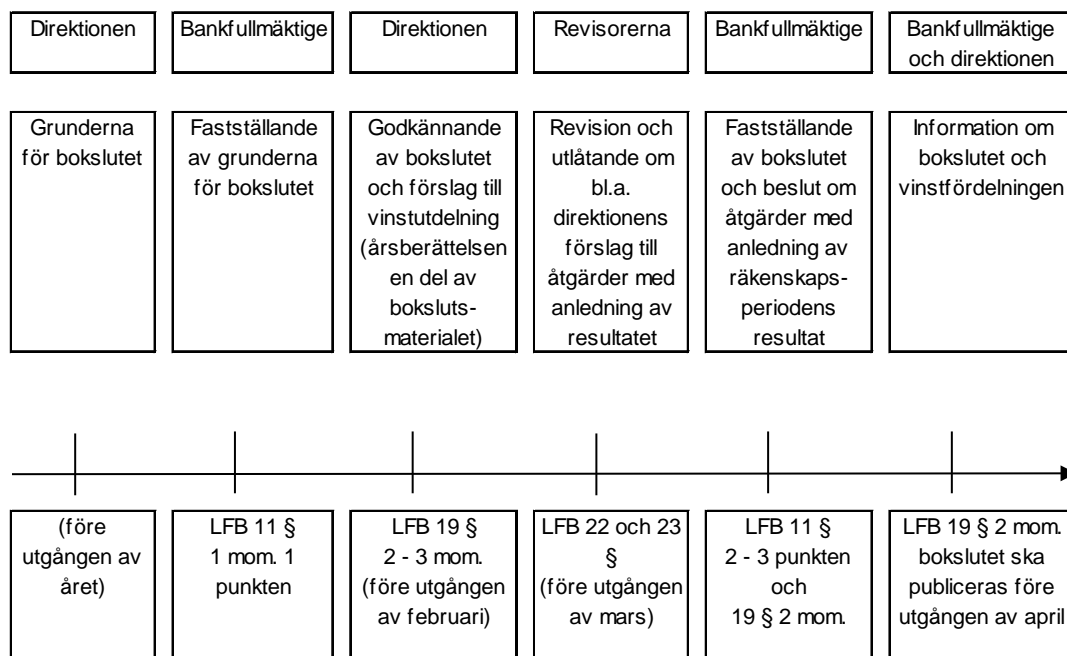 Direktionen
Bankfullmäktige
Direktionen
Revisorerna
Bankfullmäktige
Bankfullmäktige
och direktionen
Grunderna
för bokslutet
Fastställande
av grunderna
för bokslutet
Godkännande
av bokslutet
och förslag till
vinstutdelning
(årsberättelsen
en del av
boksluts-
materialet)
Revision och
utlåtande om
bl.a.
direktionens
förslag till
åtgärder med
anledning av
resultatet
Fastställande
av bokslutet
och beslut om
åtgärder med
anledning av
räkenskaps-
periodens
resultat
Information om
bokslutet och
vinstfördelningen
(före
utgången av
året)
LFB 11 §
1 mom. 1
punkten
LFB 19 §
2 - 3 mom.
(före utgången
av februari)
LFB 22 och 23
§
(före utgången
av mars)
LFB 11 §
2 - 3 punkten
och
19 § 2 mom.
LFB 19 § 2 mom.
bokslutet ska
publiceras före
utgången av april